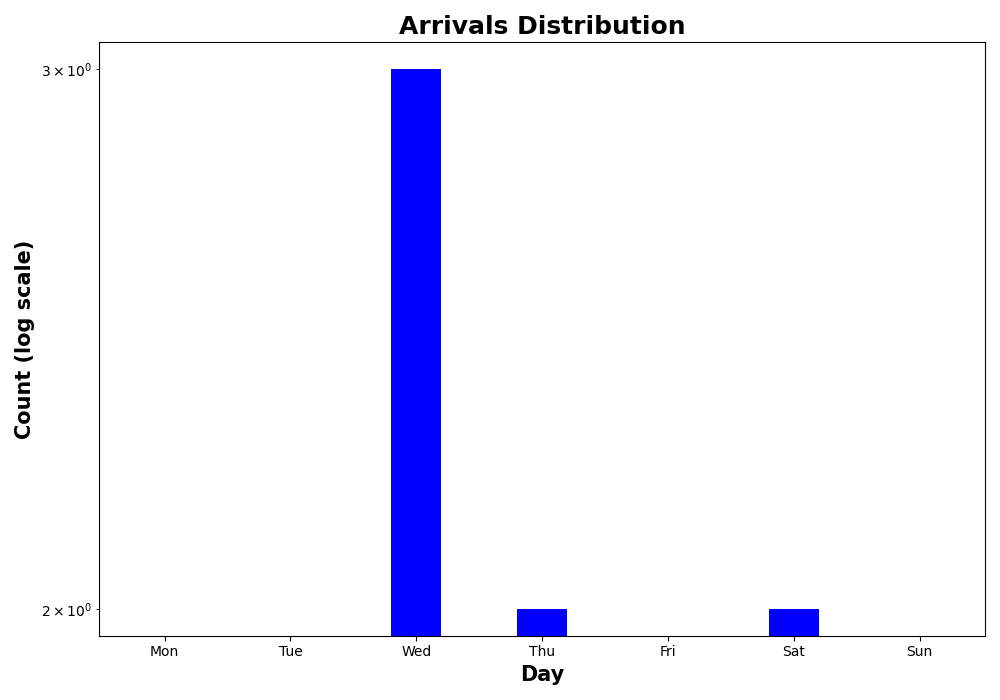 Arrivals Distribution
3 × 10⁰
2 × 10⁰
Count (log scale)
Mon Tue Wed Thu Fri Sat Sun
Day